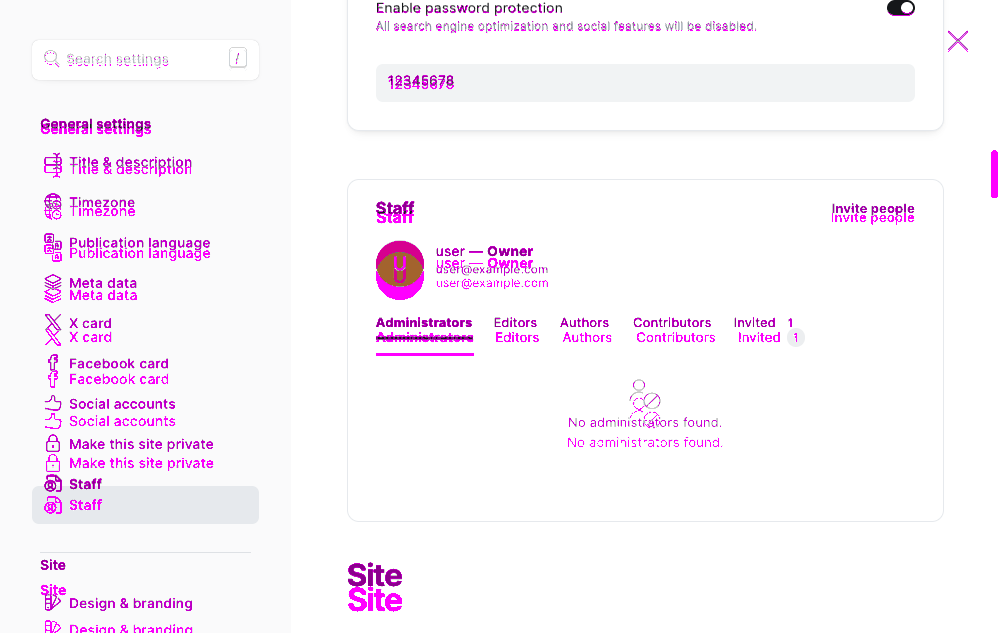 Enable password protection
All search engine optimization and social features will be disabled.
Search settings
/
12345678
12345678
General settings
General settings
Title & description
Title & description
Timezone
Timezone
Publication language
Publication language
Meta data
Meta data
X card
X card
Facebook card
Facebook card
Social accounts
Social accounts
Make this site private
Make this site private
Staff
Staff
Site
Site
Design & branding
Design & branding
Staff
Staff
Invite people
Invite people
user — Owner
user — Owner
user@example.com
user@example.com
Administrators Editors Authors Contributors Invited 1
Administrators Editors Authors Contributors Invited 1
No administrators found.
No administrators found.
Site
Site